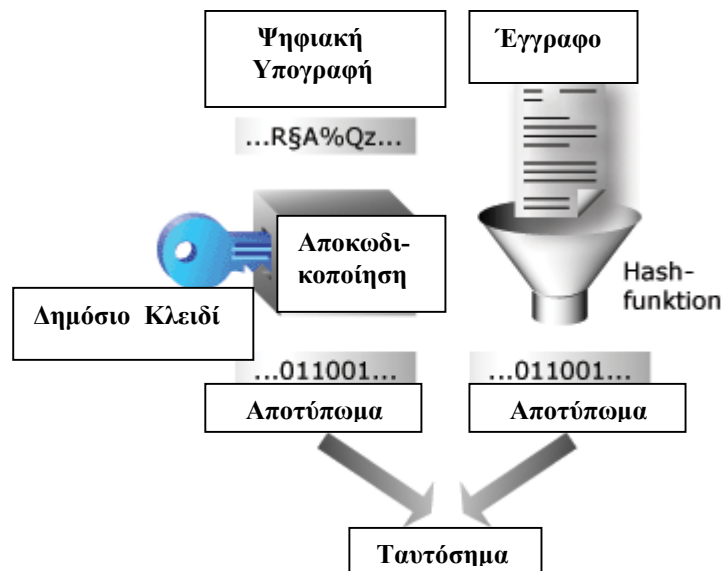 Ψηφιακή
Υπογραφή
Έγγραφο
...R§A%Qz...
Αποκωδι-
κοποίηση
Δημόσιο Κλειδί
Hash-
funktion
...011001...
Αποτύπωμα
...011001...
Αποτύπωμα
Ταυτόσημα